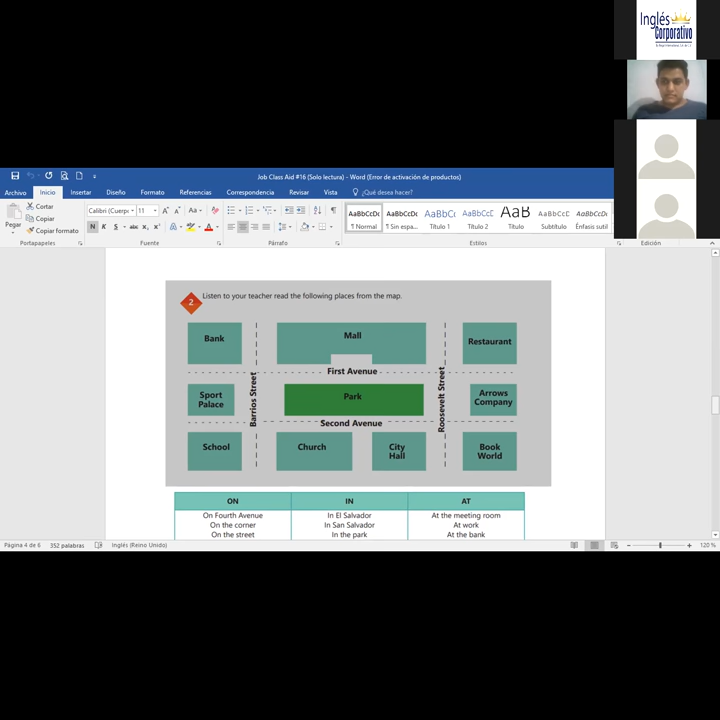 Inglés
Corporativo
Job Class Aid #16 (Solo lectura) - Word (Error de activación de productos)
Archivo Inicio Insertar Diseño Formato Referencias Correspondencia Revisar Vista ¿Qué desea hacer?
Pegar
Cortar
Copiar
Copiar formato
Calibri (Cuerp 11
N K S abc x₂ x²
AaBbCcDc AaBbCcDc AaBbC( AaBbCcD AaB AaBbCcD AaBbCcDc
¶ Normal ¶ Sin espa... Título 1 Título 2 Título Subtítulo Énfasis sutil
Portapapeles Fuente Párrafo Estilos Edición
2
Listen to your teacher read the following places from the map.
Bank
Mall
Restaurant
First Avenue
Barrios Street
Roosevelt Street
Sport
Palace
Park
Arrows
Company
Second Avenue
School
Church
City
Hall
Book
World
ON IN AT
On Fourth Avenue In El Salvador At the meeting room
On the corner In San Salvador At work
On the street In the park At the bank
Página 4 de 6 352 palabras Inglés (Reino Unido) 120 %